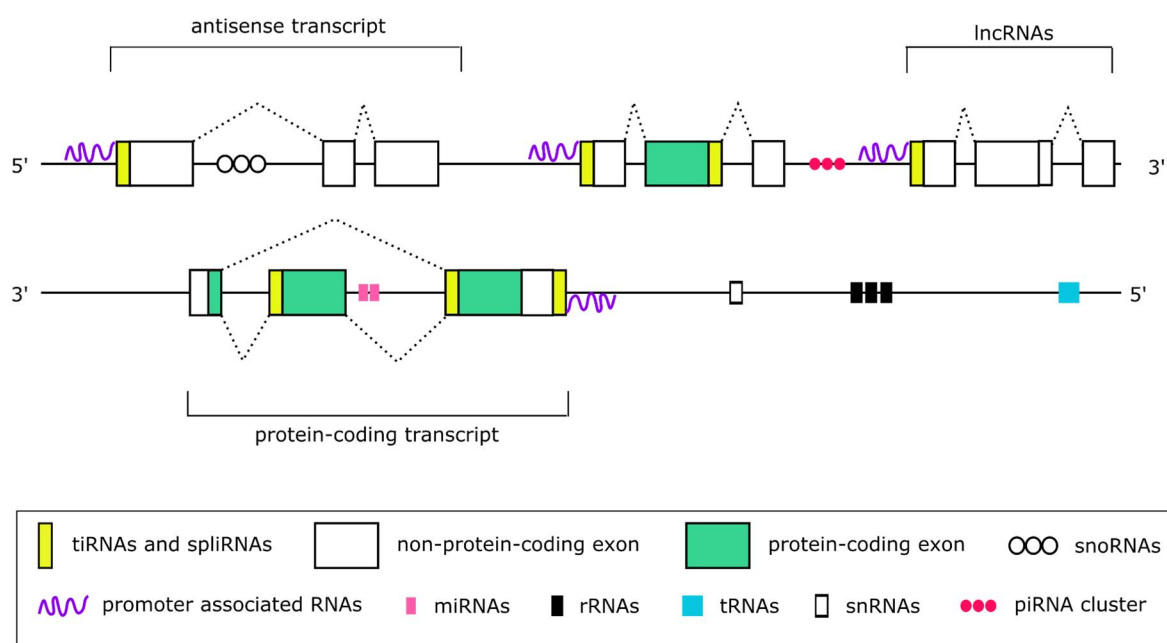 antisense transcript
lncRNAs
5'
3'
3'
5'
protein-coding transcript
tiRNAs and spliRNAs
non-protein-coding exon
protein-coding exon
snoRNAs
promoter associated RNAs
miRNAs
rRNAs
tRNAs
snRNAs
piRNA cluster